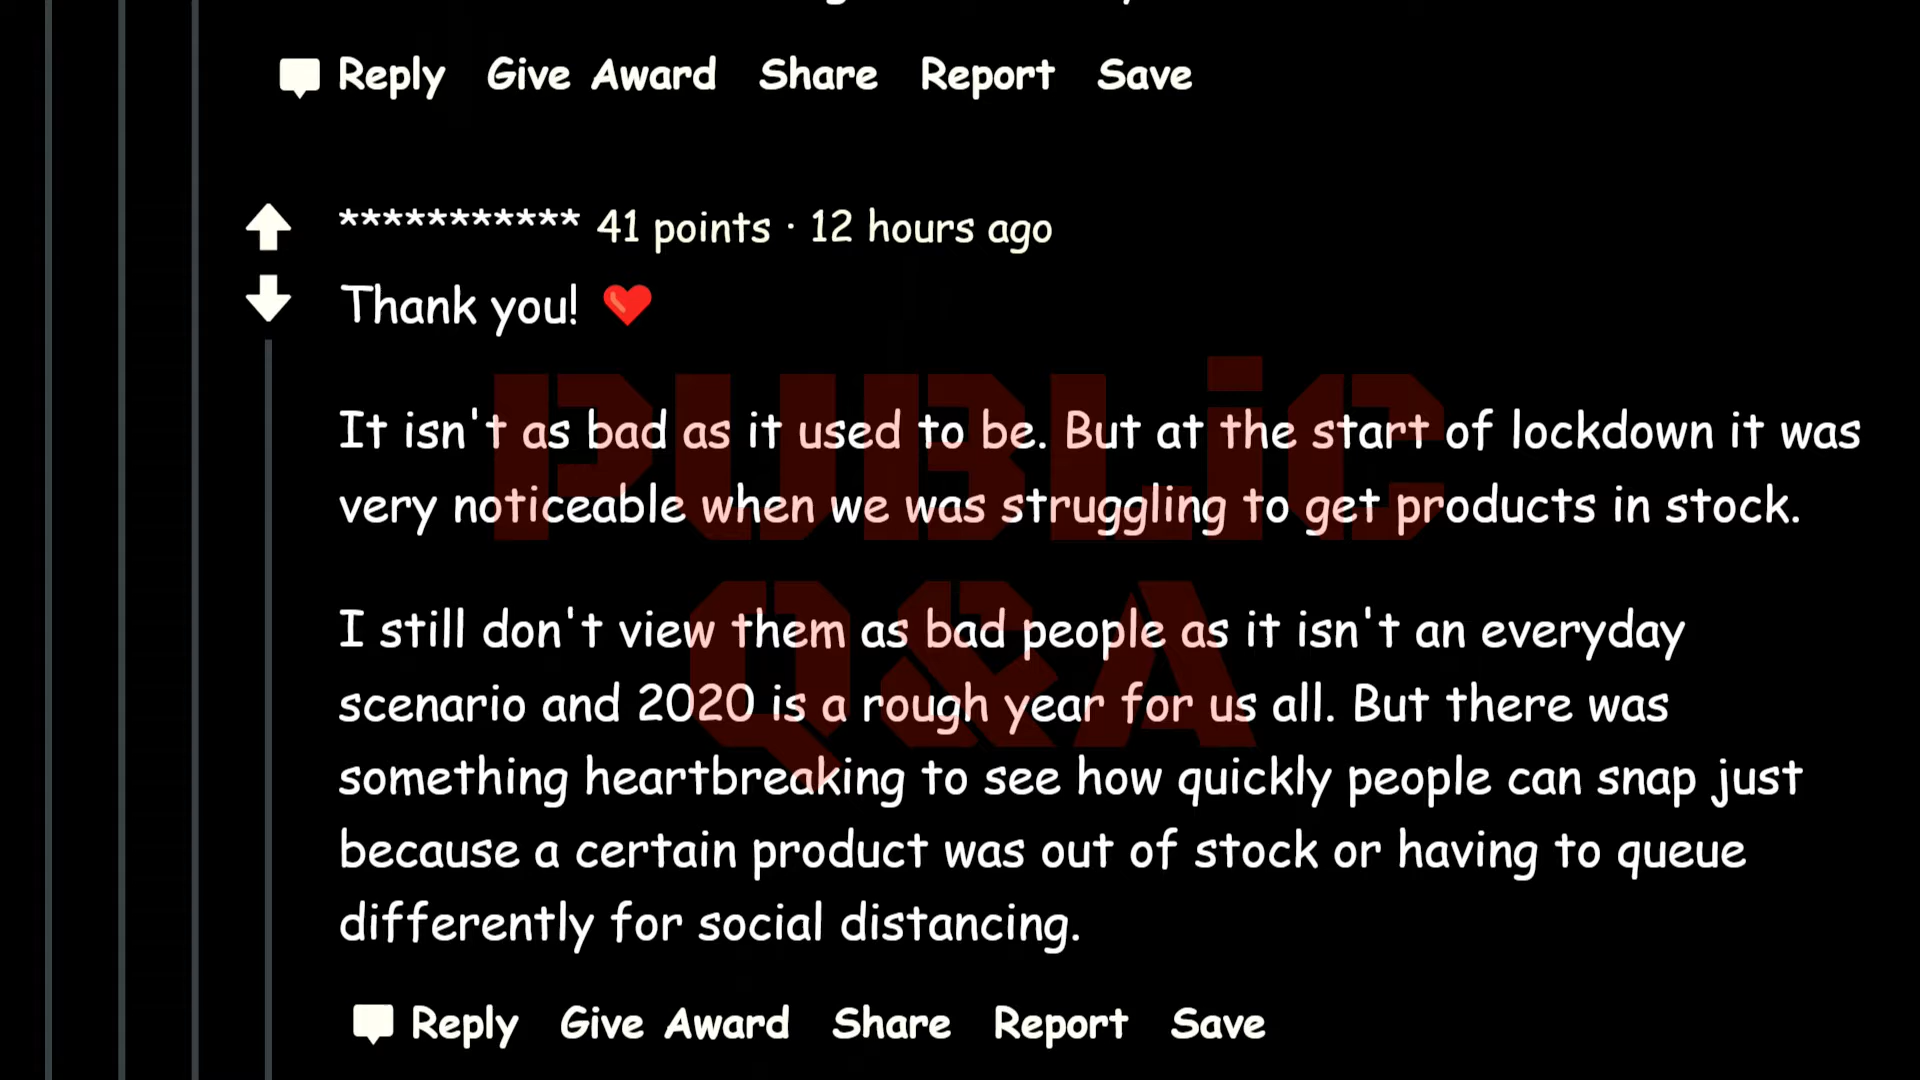 Reply Give Award Share Report Save
*********** 41 points · 12 hours ago
Thank you! ❤️
It isn't as bad as it used to be. But at the start of lockdown it was
very noticeable when we was struggling to get products in stock.
PUBLiC
I still don't view them as bad people as it isn't an everyday
scenario and 2020 is a rough year for us all. But there was
Q&A
something heartbreaking to see how quickly people can snap just
because a certain product was out of stock or having to queue
differently for social distancing.
Reply Give Award Share Report Save